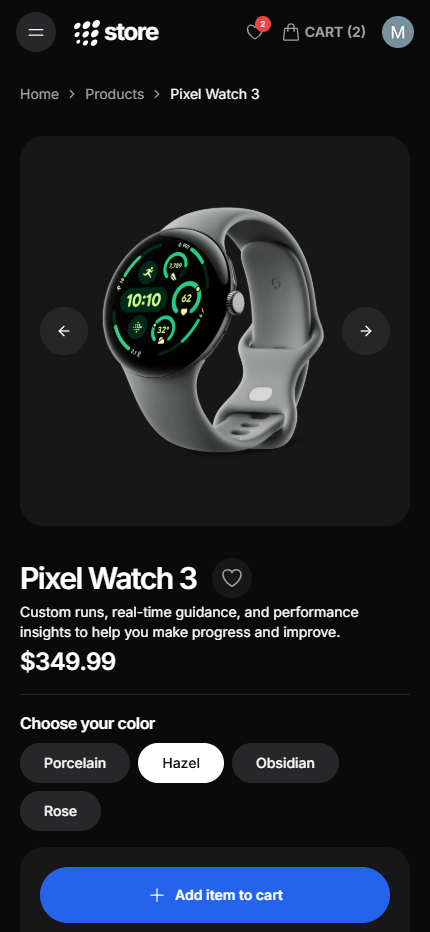 store
2
CART (2)
M
Home > Products > Pixel Watch 3
10:10
62
32°
Pixel Watch 3
Custom runs, real-time guidance, and performance
insights to help you make progress and improve.
$349.99
Choose your color
Porcelain
Hazel
Obsidian
Rose
Add item to cart